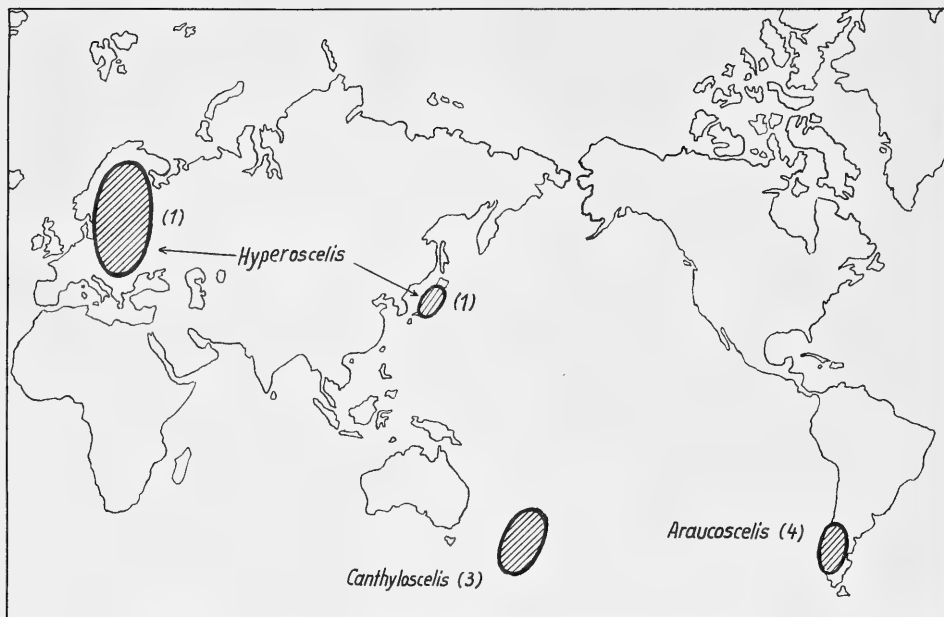 (1)
Hyperoscelis
(1)
Araucoscelis (4)
Canthyloscelis (3)